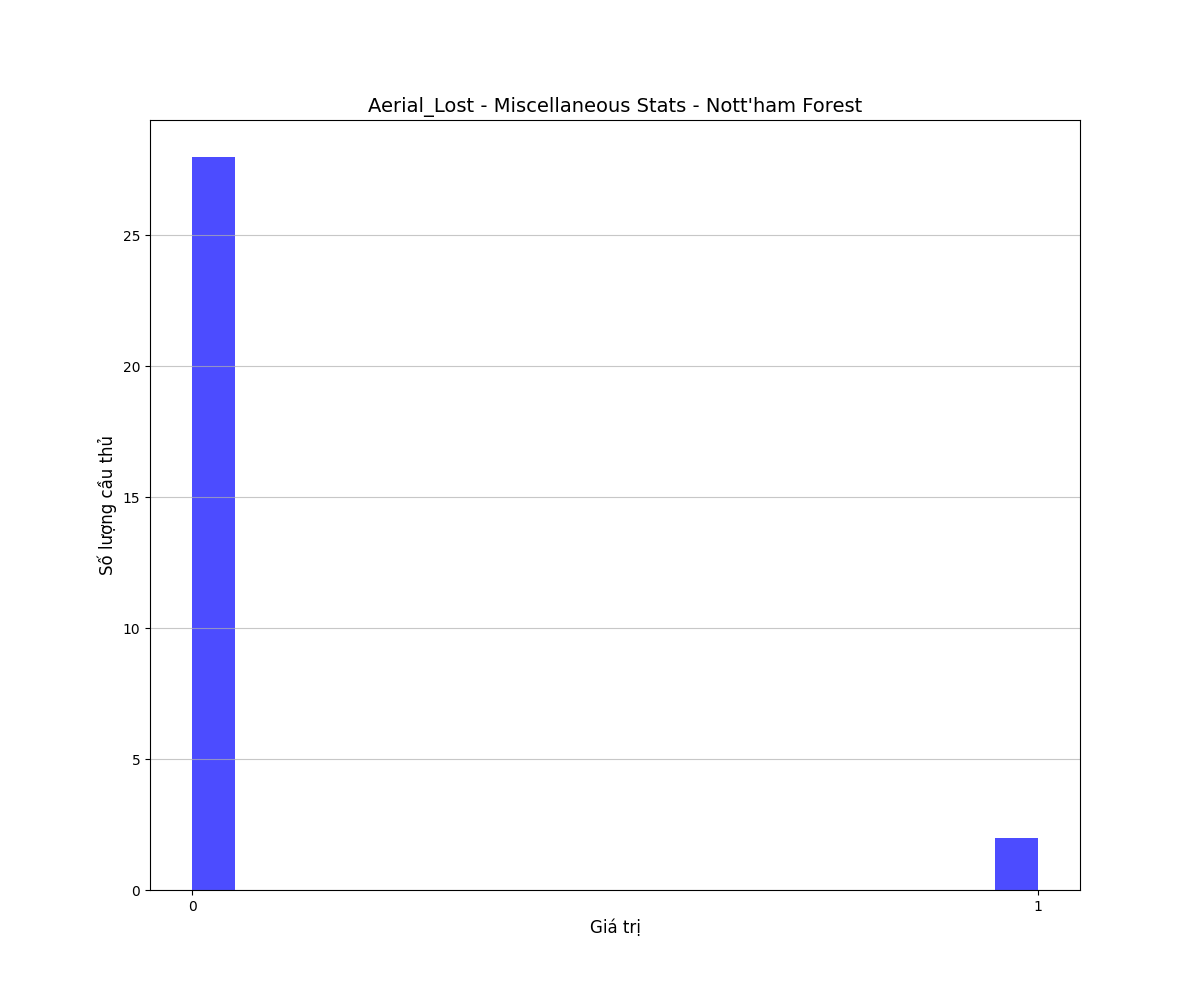 Aerial_Lost - Miscellaneous Stats - Nott'ham Forest
25
20
15
10
5
0
Số lượng cầu thủ
0 1
Giá trị